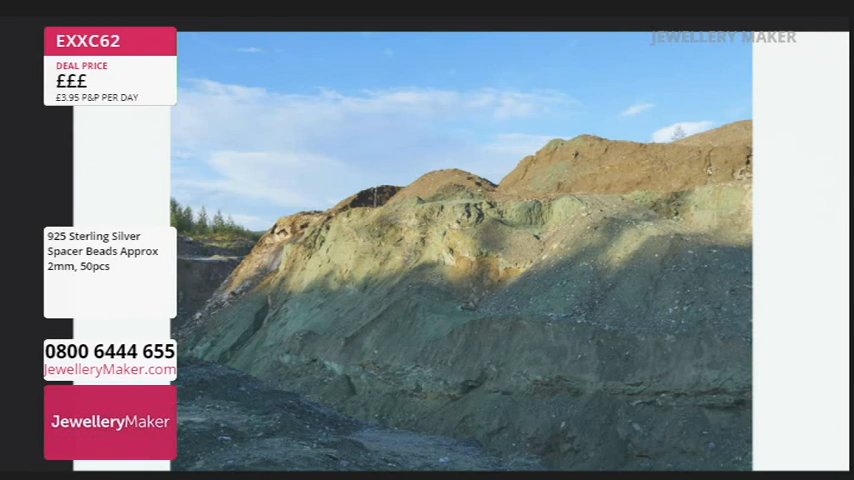 JEWELLERY MAKER
EXXC62
DEAL PRICE
£££
£3.95 P&P PER DAY
925 Sterling Silver
Spacer Beads Approx
2mm, 50pcs
0800 6444 655
JewelleryMaker.com
JewelleryMaker